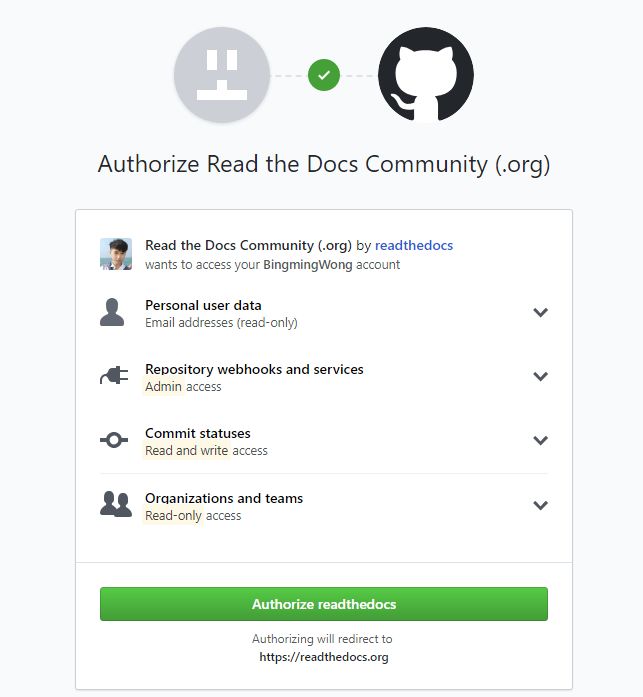 Authorize Read the Docs Community (.org)
Read the Docs Community (.org) by readthedocs
wants to access your BingmingWong account
Personal user data
Email addresses (read-only)
Repository webhooks and services
Admin access
Commit statuses
Read and write access
Organizations and teams
Read-only access
Authorize readthedocs
Authorizing will redirect to
https://readthedocs.org